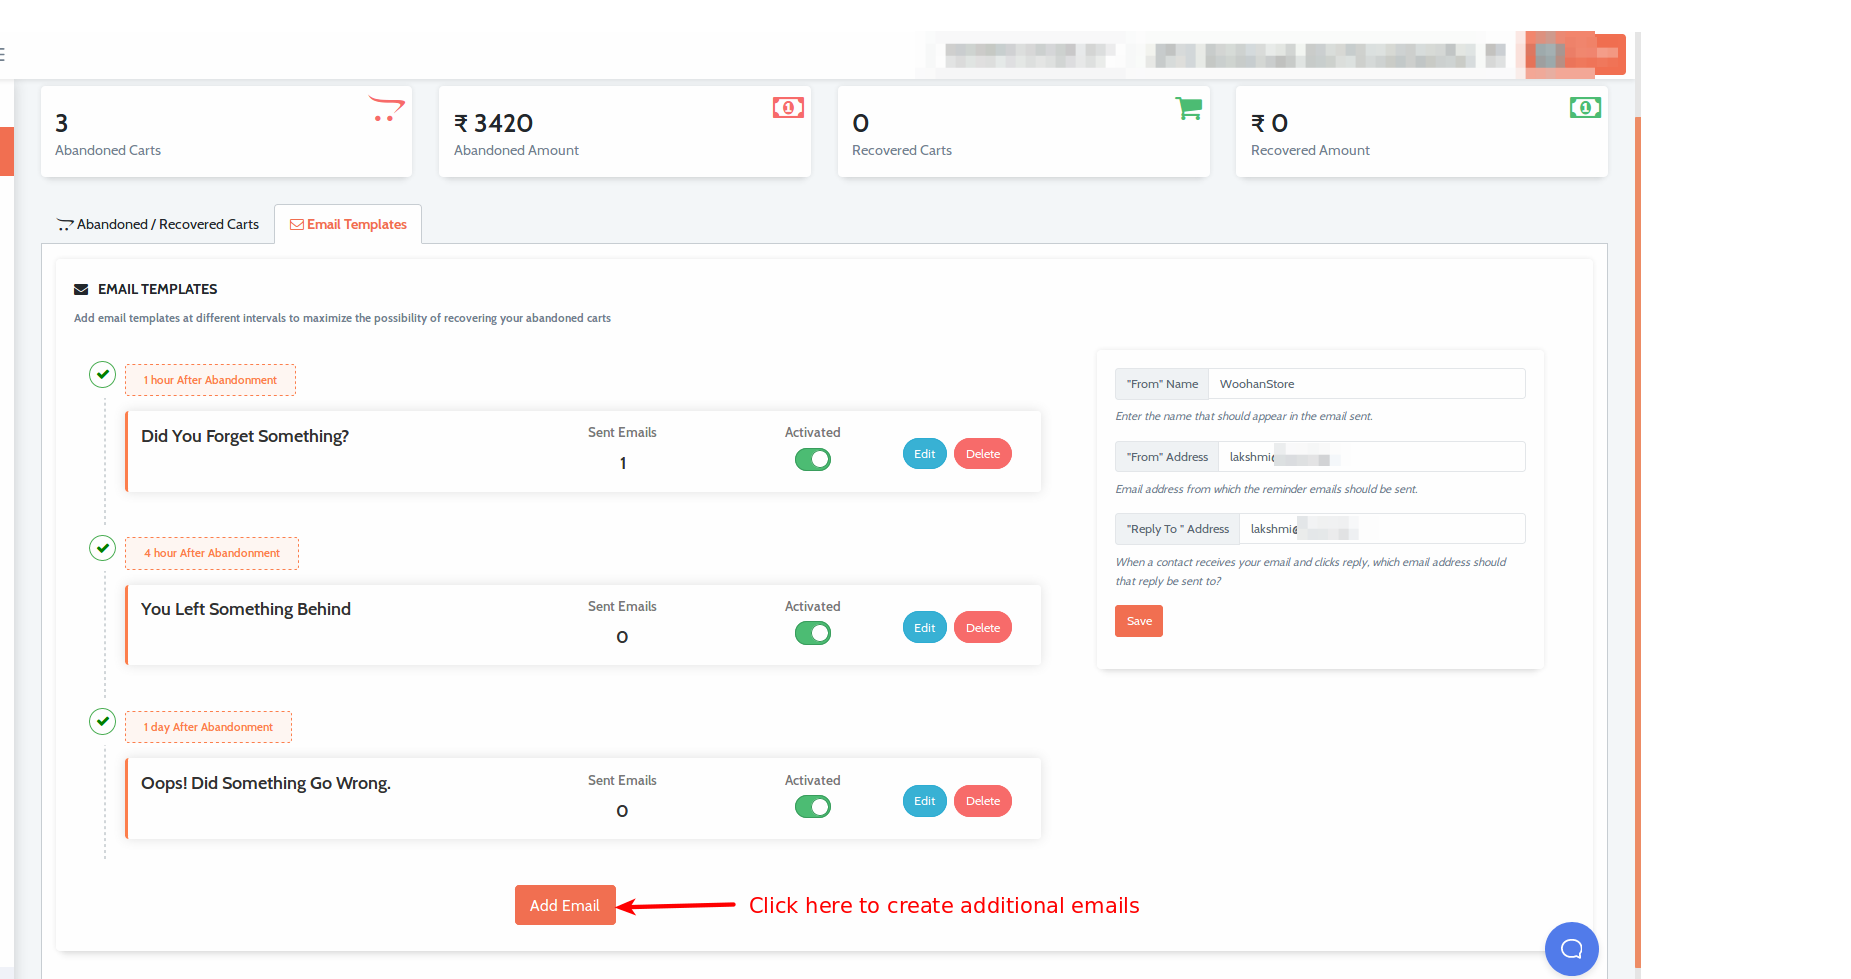 3
Abandoned Carts
₹ 3420
Abandoned Amount
0
Recovered Carts
₹ 0
Recovered Amount
Abandoned / Recovered Carts
Email Templates
EMAIL TEMPLATES
Add email templates at different intervals to maximize the possibility of recovering your abandoned carts
1 hour After Abandonment
Did You Forget Something?
Sent Emails
1
Activated
Edit
Delete
4 hour After Abandonment
You Left Something Behind
Sent Emails
0
Activated
Edit
Delete
1 day After Abandonment
Oops! Did Something Go Wrong.
Sent Emails
0
Activated
Edit
Delete
Add Email
Click here to create additional emails
"From" Name
WoohanStore
Enter the name that should appear in the email sent.
"From" Address
lakshmi
Email address from which the reminder emails should be sent.
"Reply To " Address
lakshmi@
When a contact receives your email and clicks reply, which email address should
that reply be sent to?
Save